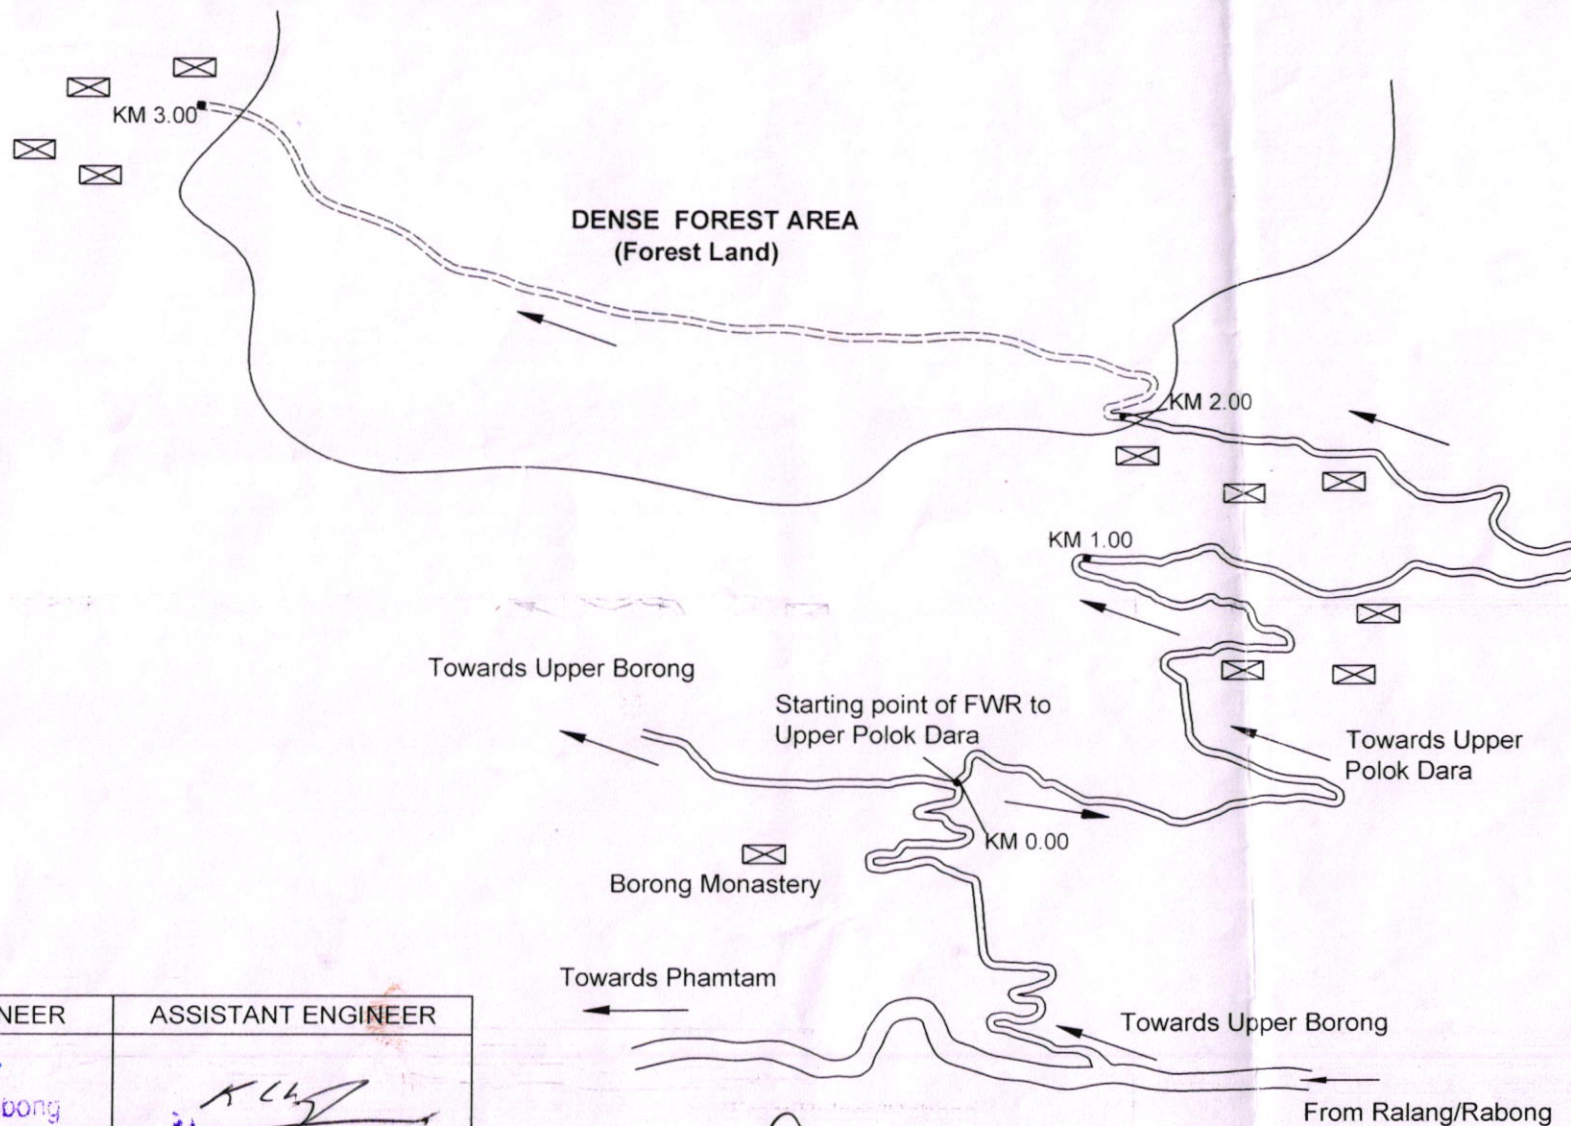 KM 3.00
DENSE FOREST AREA
(Forest Land)
KM 2.00
KM 1.00
Towards Upper Borong
Starting point of FWR to
Upper Polok Dara
Towards Upper
Polok Dara
KM 0.00
Borong Monastery
Towards Phamtam
Towards Upper Borong
From Ralang/Rabong
NEER
ASSISTANT ENGINEER
bong